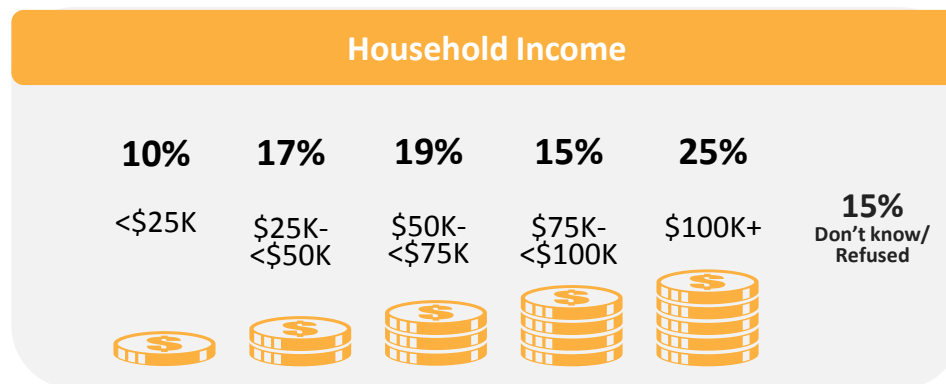 Household Income
10%
17%
19%
15%
25%
<$25K
$25K-
<$50K
$50K-
<$75K
$75K-
<$100K
$100K+
15%
Don’t know/
Refused
$
$
$
$
$